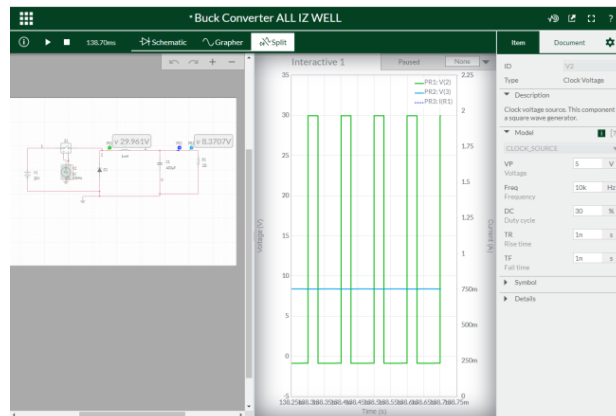 *Buck Converter ALL IZ WELL
138.70ms
Schematic
Grapher
Split
Item
Document
Interactive 1
Paused
None
ID
V2
Type
Clock Voltage
Description
Clock voltage source. This component
a square wave generator.
Model
CLOCK_SOURCE
VP
5
V
Voltage
Freq
10k
Hz
Frequency
DC
30
%
Duty cycle
TR
1n
s
Rise time
TF
1n
s
Fall time
Symbol
Details
v 29.961V
v 8.3707V
PR1: V(2)
PR2: V(3)
PR3: I(R1)
35
30
25
20
15
10
5
0
-5
Voltage (V)
2.25
2
1.75
1.5
1.25
1
750m
500m
250m
0
Current (A)
Time (s)